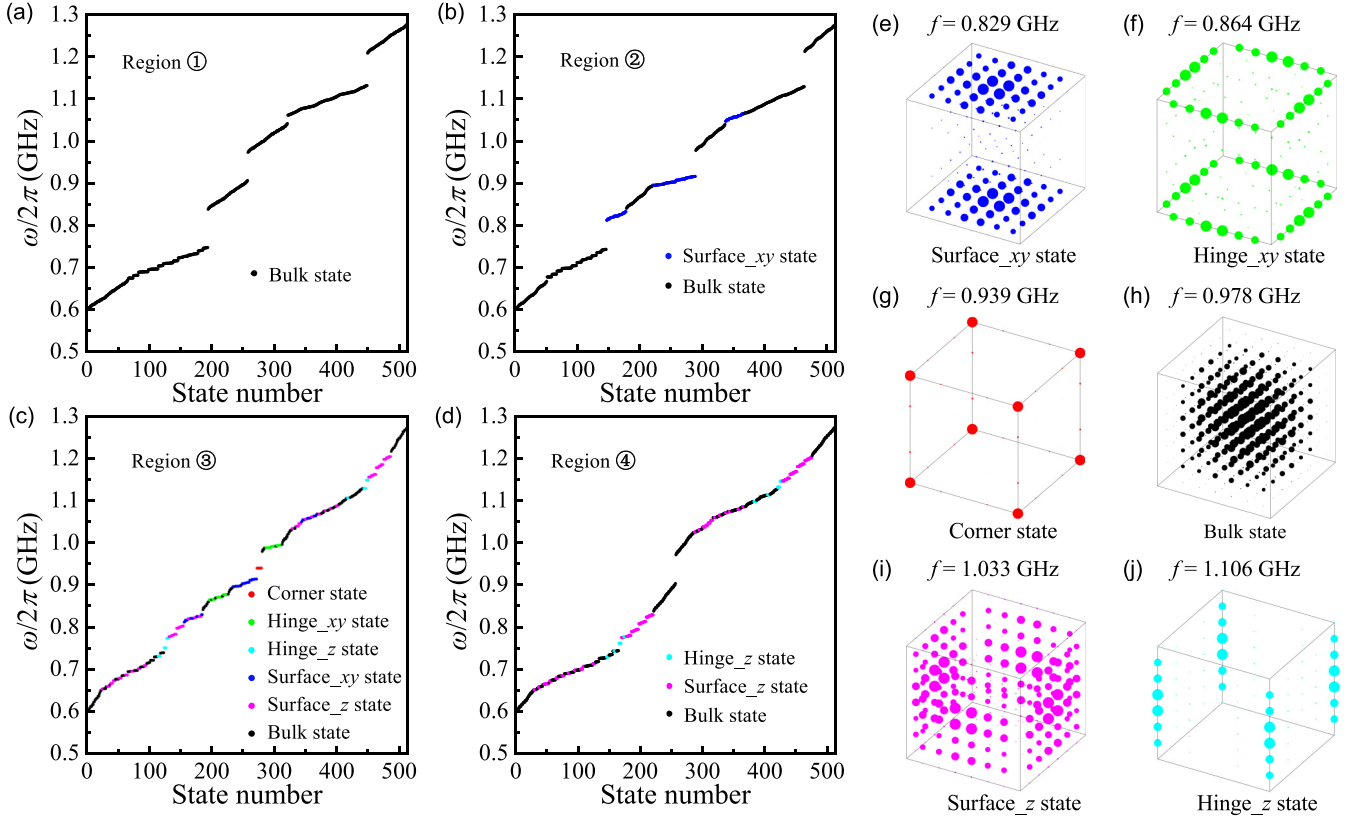 (a)
1.3
1.2
1.1
1.0
0.9
0.8
0.7
0.6
0.5
ω/2π (GHz)
Region ①
Bulk state
0 100 200 300 400 500
State number
(b)
1.3
1.2
1.1
1.0
0.9
0.8
0.7
0.6
0.5
ω/2π (GHz)
Region ②
Surface_xy state
Bulk state
0 100 200 300 400 500
State number
(c)
1.3
1.2
1.1
1.0
0.9
0.8
0.7
0.6
0.5
ω/2π (GHz)
Region ③
Corner state
Hinge_xy state
Hinge_z state
Surface_xy state
Surface_z state
Bulk state
0 100 200 300 400 500
State number
(d)
1.3
1.2
1.1
1.0
0.9
0.8
0.7
0.6
0.5
ω/2π (GHz)
Region ④
Hinge_z state
Surface_z state
Bulk state
0 100 200 300 400 500
State number
(e) f = 0.829 GHz
Surface_xy state
(f) f = 0.864 GHz
Hinge_xy state
(g) f = 0.939 GHz
Corner state
(h) f = 0.978 GHz
Bulk state
(i) f = 1.033 GHz
Surface_z state
(j) f = 1.106 GHz
Hinge_z state